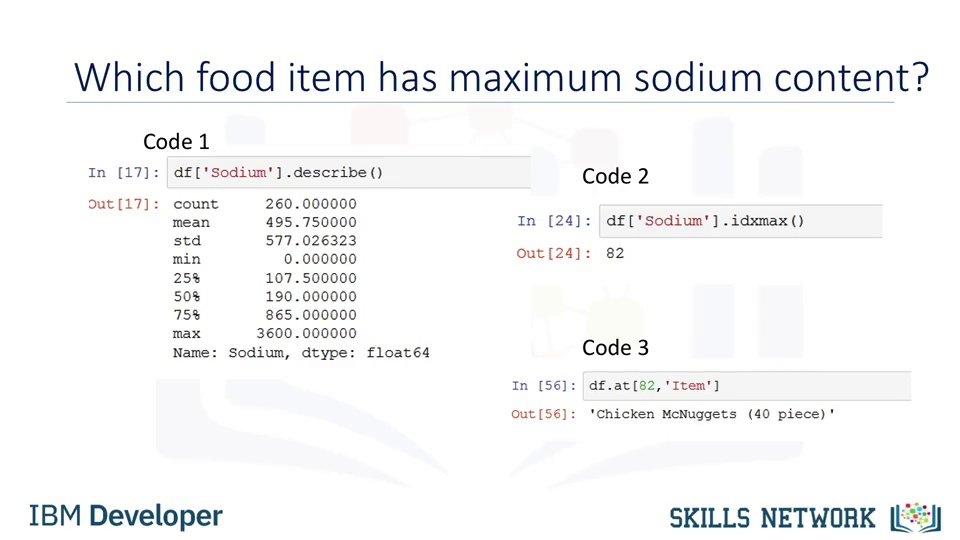 Which food item has maximum sodium content?
Code 1
In [17]: df['Sodium'].describe()
Out[17]: count 260.000000
mean 495.750000
std 577.026323
min 0.000000
25% 107.500000
50% 190.000000
75% 865.000000
max 3600.000000
Name: Sodium, dtype: float64
Code 2
In [24]: df['Sodium'].idxmax()
Out[24]: 82
Code 3
In [56]: df.at[82,'Item']
Out[56]: 'Chicken McNuggets (40 piece)'
IBM Developer
SKILLS NETWORK